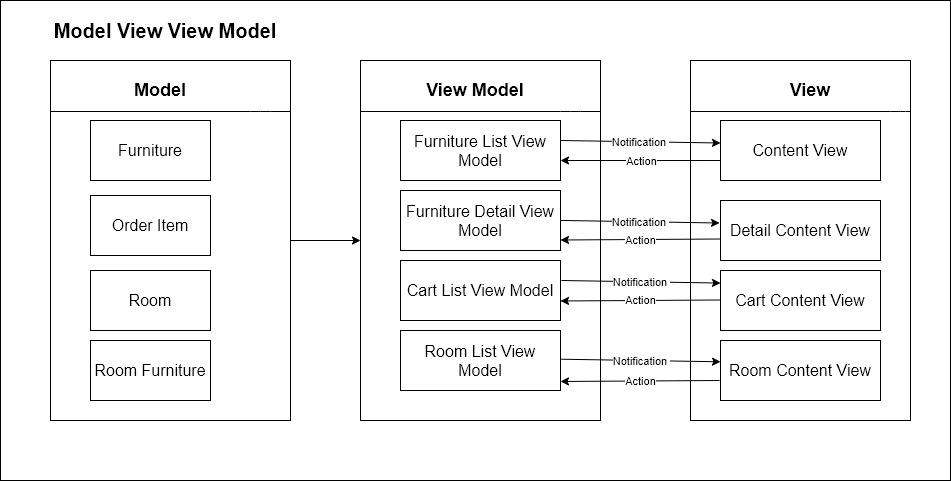 Model View View Model
Model
View Model
View
Furniture
Order Item
Room
Room Furniture
Furniture List View
Model
Furniture Detail View
Model
Cart List View Model
Room List View
Model
Notification
Action
Notification
Action
Notification
Action
Notification
Action
Content View
Detail Content View
Cart Content View
Room Content View